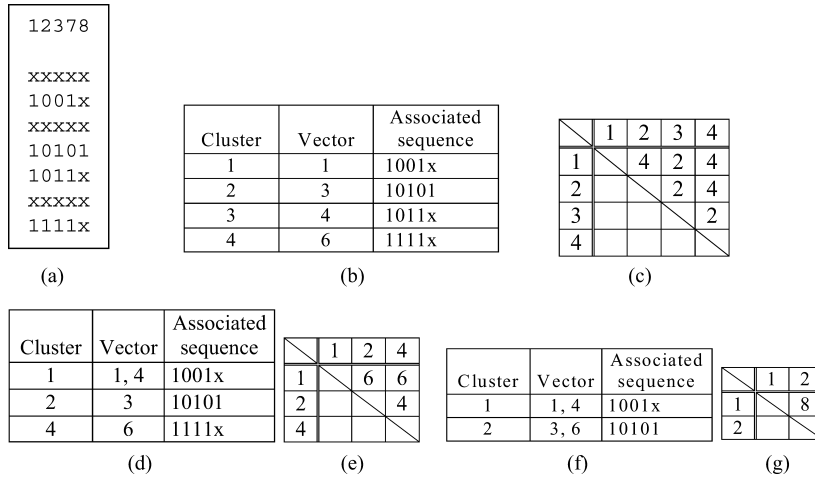 12378
xxxxx
1001x
xxxxx
10101
1011x
xxxxx
1111x
(a)
Cluster Vector Associated sequence
1 1 1001x
2 3 10101
3 4 1011x
4 6 1111x
(b)
1 2 3 4
1 4 2 4
2 2 4
3 2
4
(c)
Cluster Vector Associated sequence
1 1, 4 1001x
2 3 10101
4 6 1111x
(d)
1 2 4
1 6 6
2 4
4
(e)
Cluster Vector Associated sequence
1 1, 4 1001x
2 3, 6 10101
(f)
1 2
1 8
2
(g)